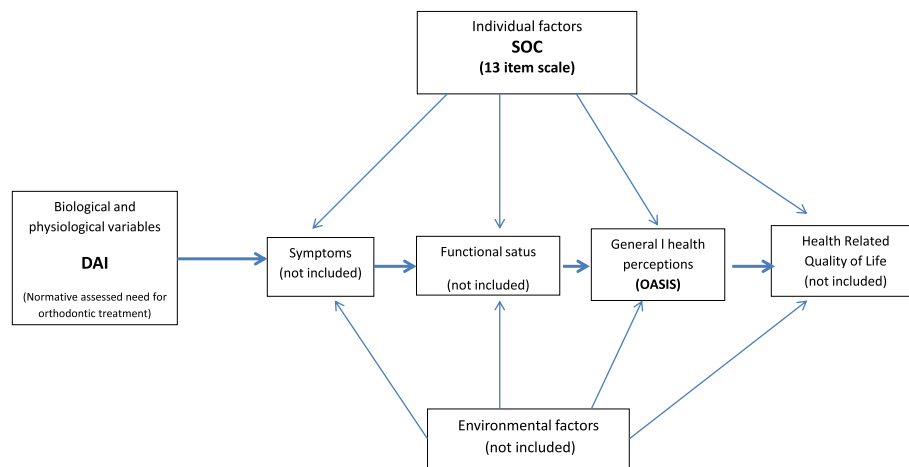 Individual factors
SOC
(13 item scale)
Biological and
physiological variables
DAI
(Normative assessed need for
orthodontic treatment)
Symptoms
(not included)
Functional satus
(not included)
General l health
perceptions
(OASIS)
Health Related
Quality of Life
(not included)
Environmental factors
(not included)